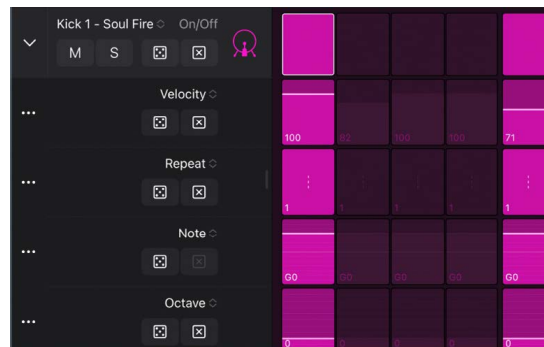 Kick 1 - Soul Fire On/Off
M S
Velocity
100 82 100 100 71
Repeat
1 1 1 1 1
Note
G0 G0 G0 G0 G0
Octave
0 0 0 0 0